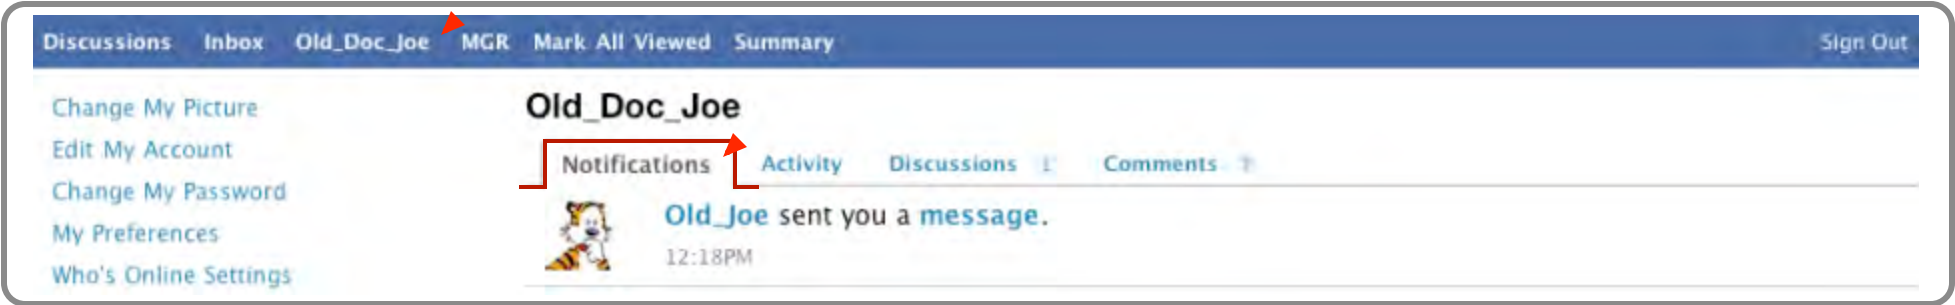 Discussions Inbox Old_Doc_Joe MGR Mark All Viewed Summary Sign Out
Change My Picture
Edit My Account
Change My Password
My Preferences
Who's Online Settings
Old_Doc_Joe
Notifications Activity Discussions 1 Comments
Old_Joe sent you a message.
12:18PM